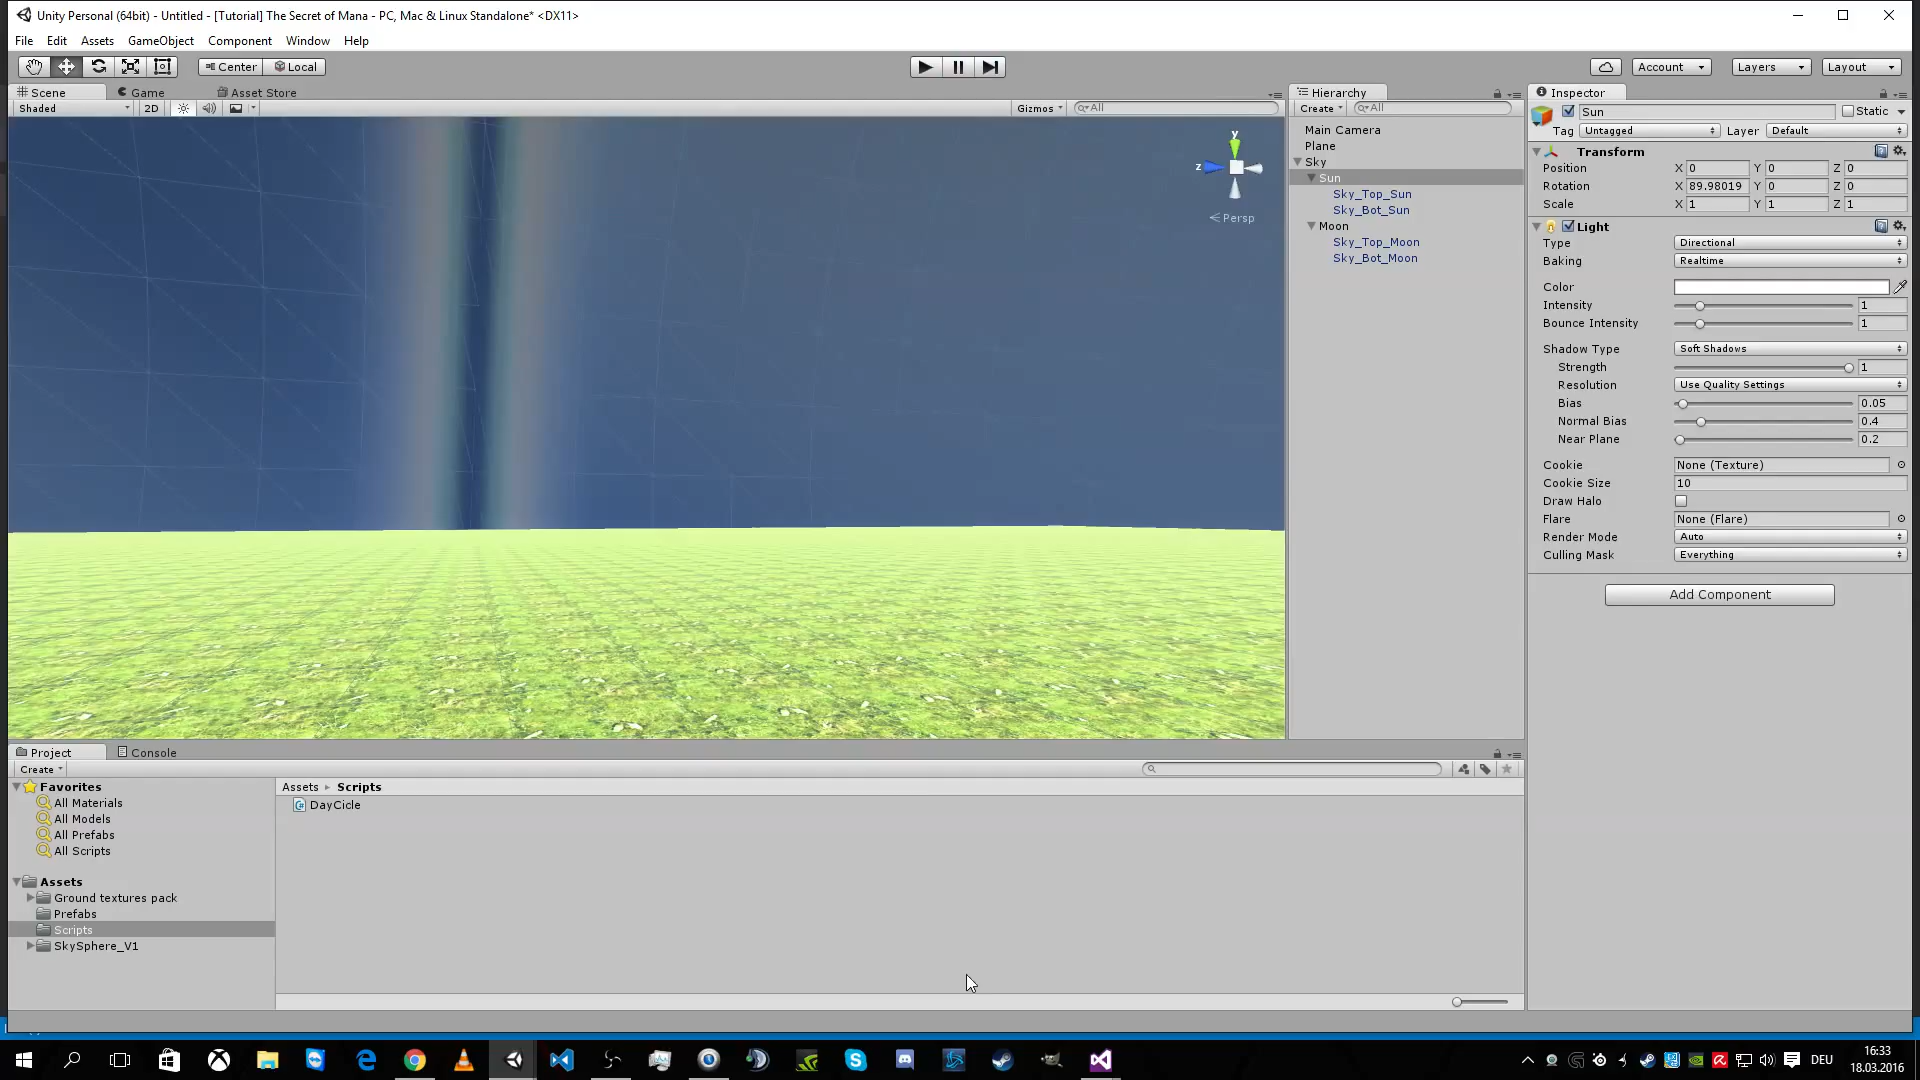 Unity Personal (64bit) - Untitled - [Tutorial] The Secret of Mana - PC, Mac & Linux Standalone* <DX11>
File Edit Assets GameObject Component Window Help
Center Local Account Layers Layout
Scene Game Asset Store
Shaded 2D Gizmos All
y
z
Persp
Hierarchy
Create All
Main Camera
Plane
Sky
Sun
Sky_Top_Sun
Sky_Bot_Sun
Moon
Sky_Top_Moon
Sky_Bot_Moon
Inspector
Sun Static
Tag Untagged Layer Default
Transform
Position X 0 Y 0 Z 0
Rotation X 89.98019 Y 0 Z 0
Scale X 1 Y 1 Z 1
Light
Type Directional
Baking Realtime
Color
Intensity 1
Bounce Intensity 1
Shadow Type Soft Shadows
Strength 1
Resolution Use Quality Settings
Bias 0.05
Normal Bias 0.4
Near Plane 0.2
Cookie None (Texture)
Cookie Size 10
Draw Halo
Flare None (Flare)
Render Mode Auto
Culling Mask Everything
Add Component
Project Console
Create
Favorites
All Materials
All Models
All Prefabs
All Scripts
Assets
Ground textures pack
Prefabs
Scripts
SkySphere_V1
Assets Scripts
DayCicle
DEU
16:33
18.03.2016